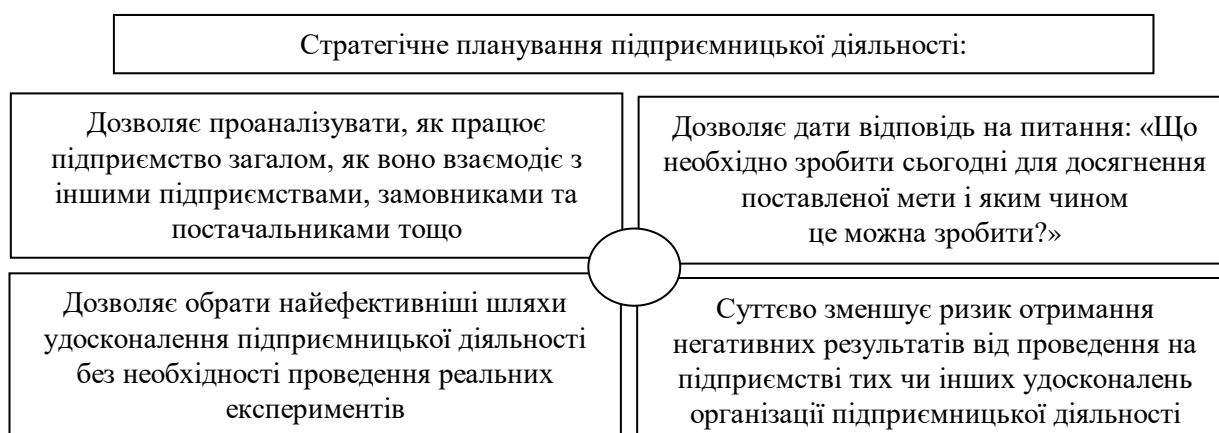 Стратегічне планування підприємницької діяльності:
Дозволяє проаналізувати, як працює
підприємство загалом, як воно взаємодіє з
іншими підприємствами, замовниками та
постачальниками тощо
Дозволяє дати відповідь на питання: «Що
необхідно зробити сьогодні для досягнення
поставленої мети і яким чином
це можна зробити?»
Дозволяє обрати найефективніші шляхи
удосконалення підприємницької діяльності
без необхідності проведення реальних
експериментів
Суттєво зменшує ризик отримання
негативних результатів від проведення на
підприємстві тих чи інших удосконалень
організації підприємницької діяльності